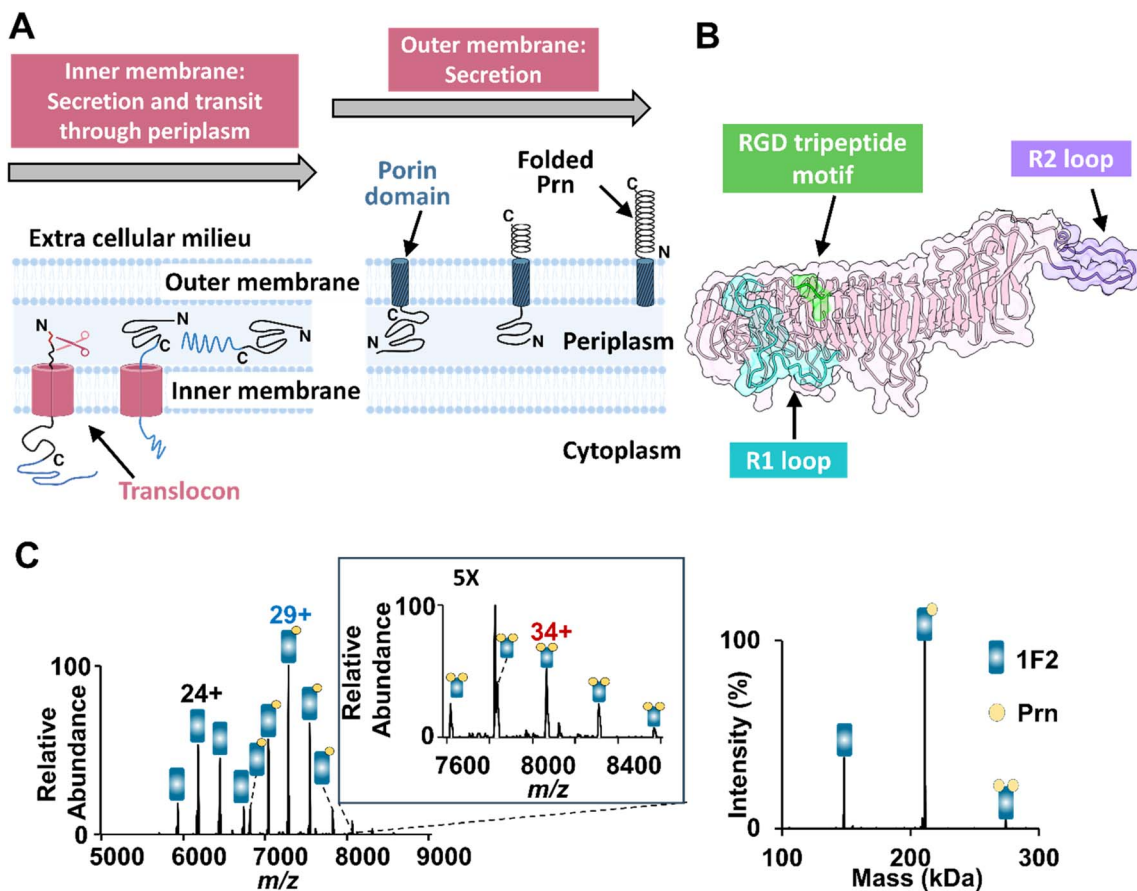 A
Inner membrane:
Secretion and transit
through periplasm
Outer membrane:
Secretion
Porin
domain
Folded
Prn
C
N
C
Extra cellular milieu
Outer membrane
N
N
C
C
N
C
N
N
Periplasm
Inner membrane
C
Cytoplasm
Translocon
B
RGD tripeptide
motif
R2 loop
R1 loop
C
Relative
Abundance
100
0
24+
29+
5000 6000 7000 8000 9000
m/z
5X
Relative
Abundance
100
0
34+
7600 8000 8400
m/z
Intensity (%)
100
0
100 200 300
Mass (kDa)
1F2
Prn